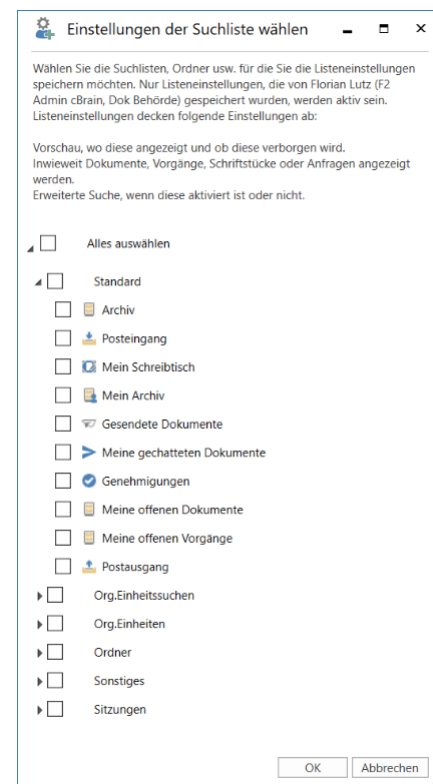 Einstellungen der Suchliste wählen
Wählen Sie die Suchlisten, Ordner usw. für die Sie die Listeneinstellungen
speichern möchten. Nur Listeneinstellungen, die von Florian Lutz (F2
Admin cBrain, Dok Behörde) gespeichert wurden, werden aktiv sein.
Listeneinstellungen decken folgende Einstellungen ab:
Vorschau, wo diese angezeigt und ob diese verborgen wird.
Inwieweit Dokumente, Vorgänge, Schriftstücke oder Anfragen angezeigt
werden.
Erweiterte Suche, wenn diese aktiviert ist oder nicht.
Alles auswählen
Standard
Archiv
Posteingang
Mein Schreibtisch
Mein Archiv
Gesendete Dokumente
Meine gechatteten Dokumente
Genehmigungen
Meine offenen Dokumente
Meine offenen Vorgänge
Postausgang
Org.Einheitssuchen
Org.Einheiten
Ordner
Sonstiges
Sitzungen
OK Abbrechen